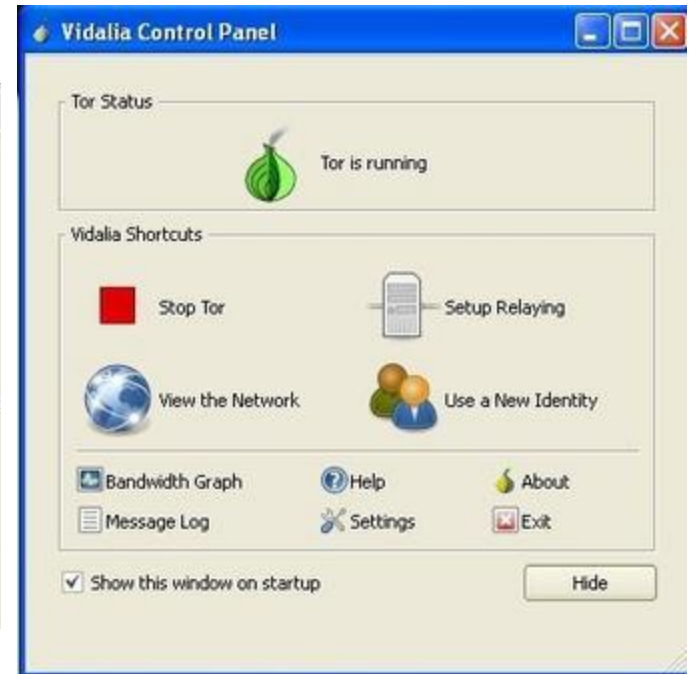 Vidalia Control Panel
Tor Status
Tor is running
Vidalia Shortcuts
Stop Tor
Setup Relaying
View the Network
Use a New Identity
Bandwidth Graph
Help
About
Message Log
Settings
Exit
Show this window on startup
Hide